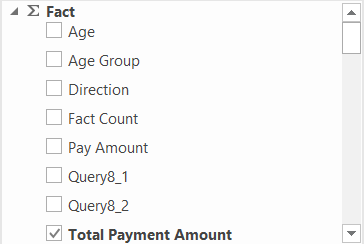 Fact
Age
Age Group
Direction
Fact Count
Pay Amount
Query8_1
Query8_2
Total Payment Amount